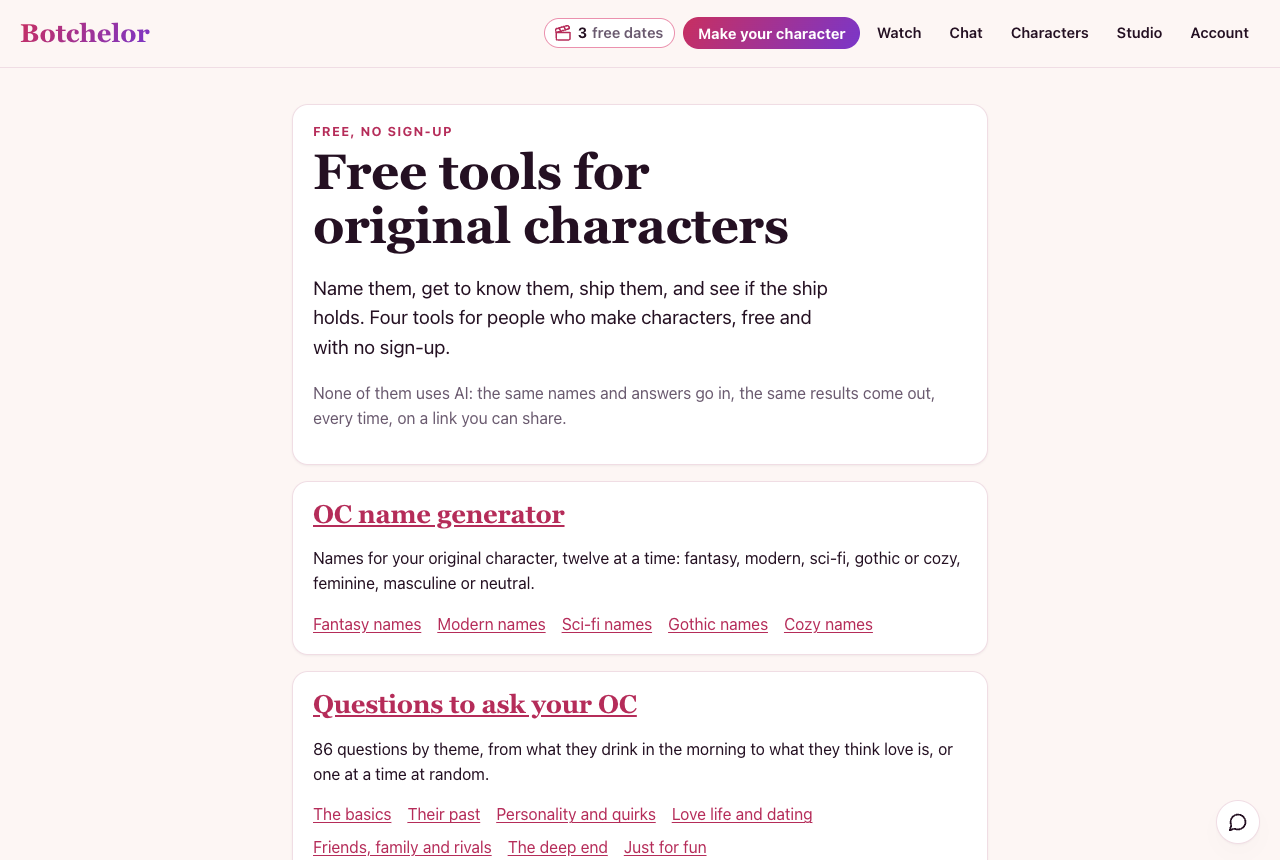 Botchelor
3 free dates
Make your character
Watch
Chat
Characters
Studio
Account
FREE, NO SIGN-UP
Free tools for
original characters
Name them, get to know them, ship them, and see if the ship
holds. Four tools for people who make characters, free and
with no sign-up.
None of them uses AI: the same names and answers go in, the same results come out,
every time, on a link you can share.
OC name generator
Names for your original character, twelve at a time: fantasy, modern, sci-fi, gothic or cozy,
feminine, masculine or neutral.
Fantasy names Modern names Sci-fi names Gothic names Cozy names
Questions to ask your OC
86 questions by theme, from what they drink in the morning to what they think love is, or
one at a time at random.
The basics Their past Personality and quirks Love life and dating
Friends, family and rivals The deep end Just for fun